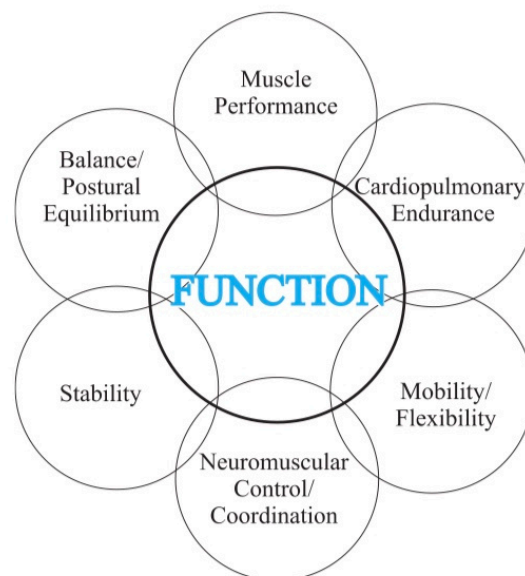 Muscle
Performance
Cardiopulmonary
Endurance
Mobility/
Flexibility
Neuromuscular
Control/
Coordination
Stability
Balance/
Postural
Equilibrium
FUNCTION